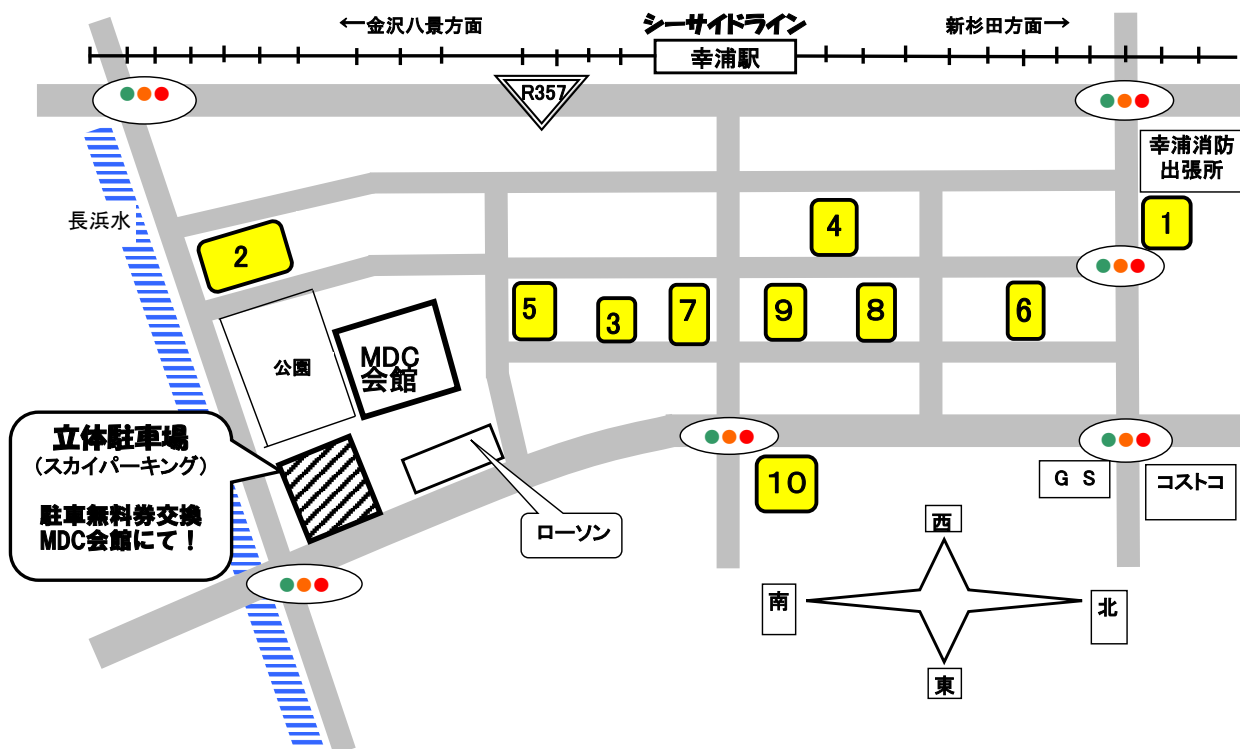 ←金沢八景方面
シーサイドライン
新杉田方面→
幸浦駅
R357
幸浦消防
出張所
長浜水
1
2
4
5
3
7
9
8
6
公園
MDC
会館
立体駐車場
(スカイパーキング)
駐車無料券交換
MDC会館にて！
10
GS
コストコ
ローソン
西
南
北
東